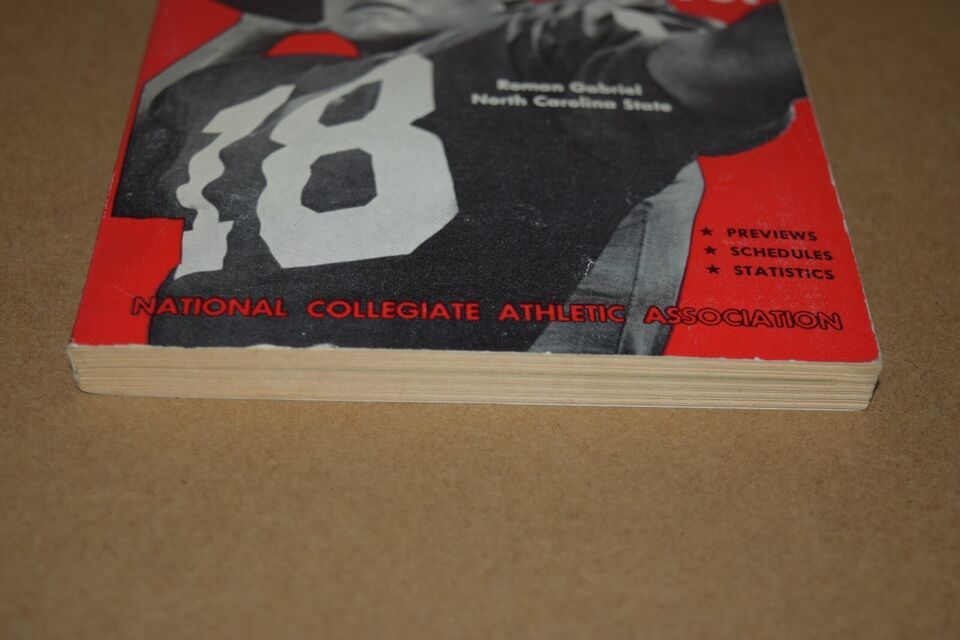 Roman Gabriel
North Carolina State
18
★ PREVIEWS
★ SCHEDULES
★ STATISTICS
NATIONAL COLLEGIATE ATHLETIC ASSOCIATION